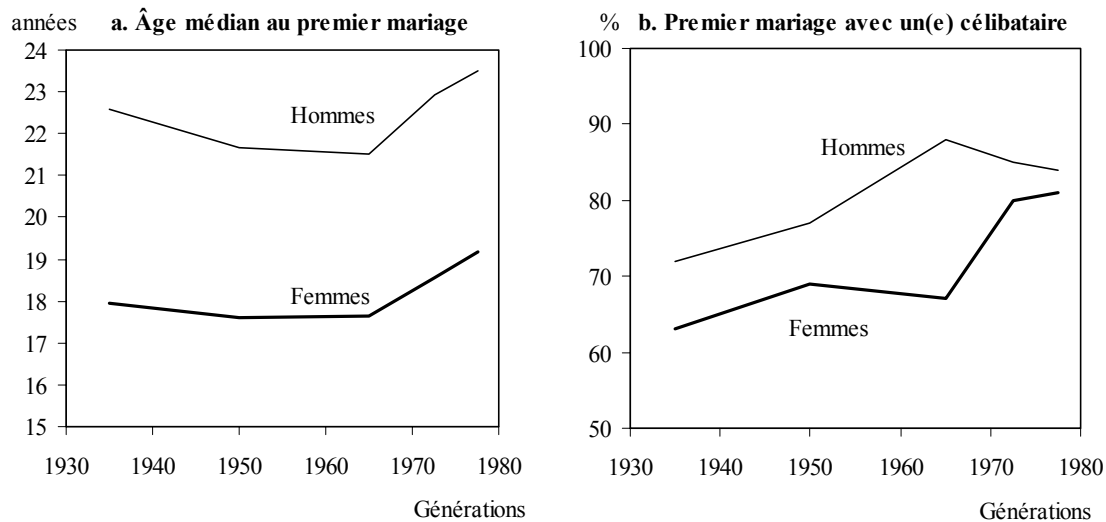 années a. Âge médian au premier mariage
24
23
22
21
20
19
18
17
16
15
Hommes
Femmes
1930 1940 1950 1960 1970 1980
Générations
% b. Premier mariage avec un(e) célibataire
100
90
80
70
60
50
Hommes
Femmes
1930 1940 1950 1960 1970 1980
Générations